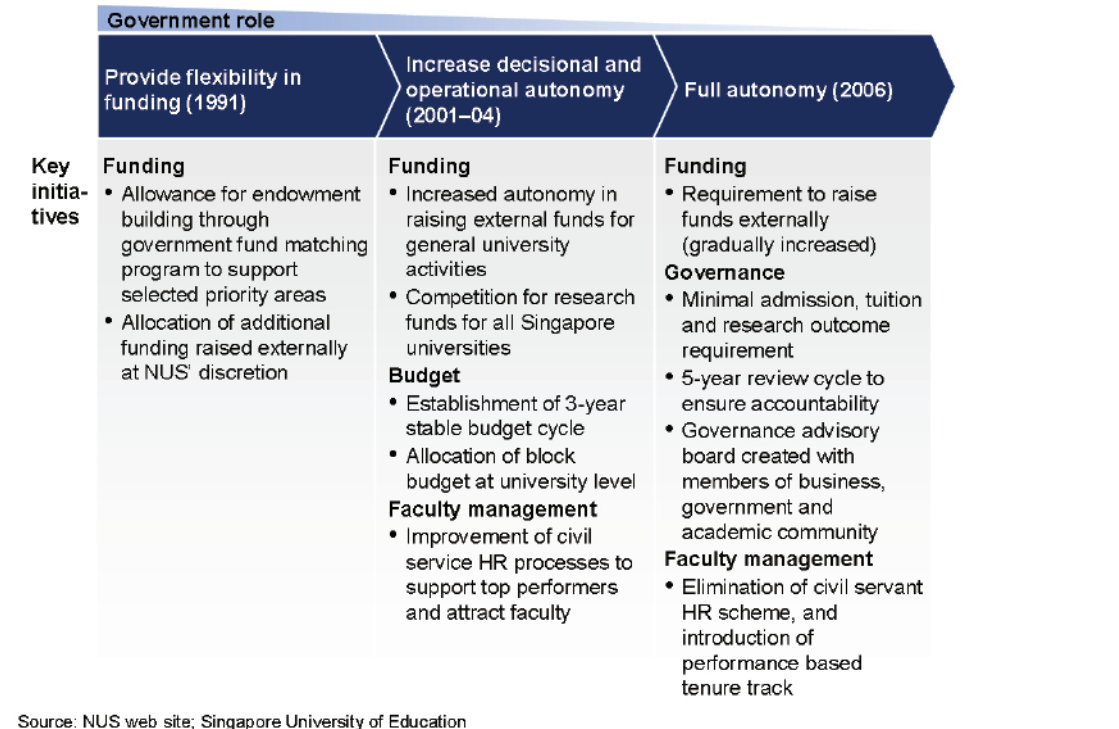 Government role
Provide flexibility in
funding (1991)
Increase decisional and
operational autonomy
(2001–04)
Full autonomy (2006)
Key
initia-
tives
Funding
• Allowance for endowment
building through
government fund matching
program to support
selected priority areas
• Allocation of additional
funding raised externally
at NUS' discretion
Funding
• Increased autonomy in
raising external funds for
general university
activities
• Competition for research
funds for all Singapore
universities
Budget
• Establishment of 3-year
stable budget cycle
• Allocation of block
budget at university level
Faculty management
• Improvement of civil
service HR processes to
support top performers
and attract faculty
Funding
• Requirement to raise
funds externally
(gradually increased)
Governance
• Minimal admission, tuition
and research outcome
requirement
• 5-year review cycle to
ensure accountability
• Governance advisory
board created with
members of business,
government and
academic community
Faculty management
• Elimination of civil servant
HR scheme, and
introduction of
performance based
tenure track
Source: NUS web site; Singapore University of Education